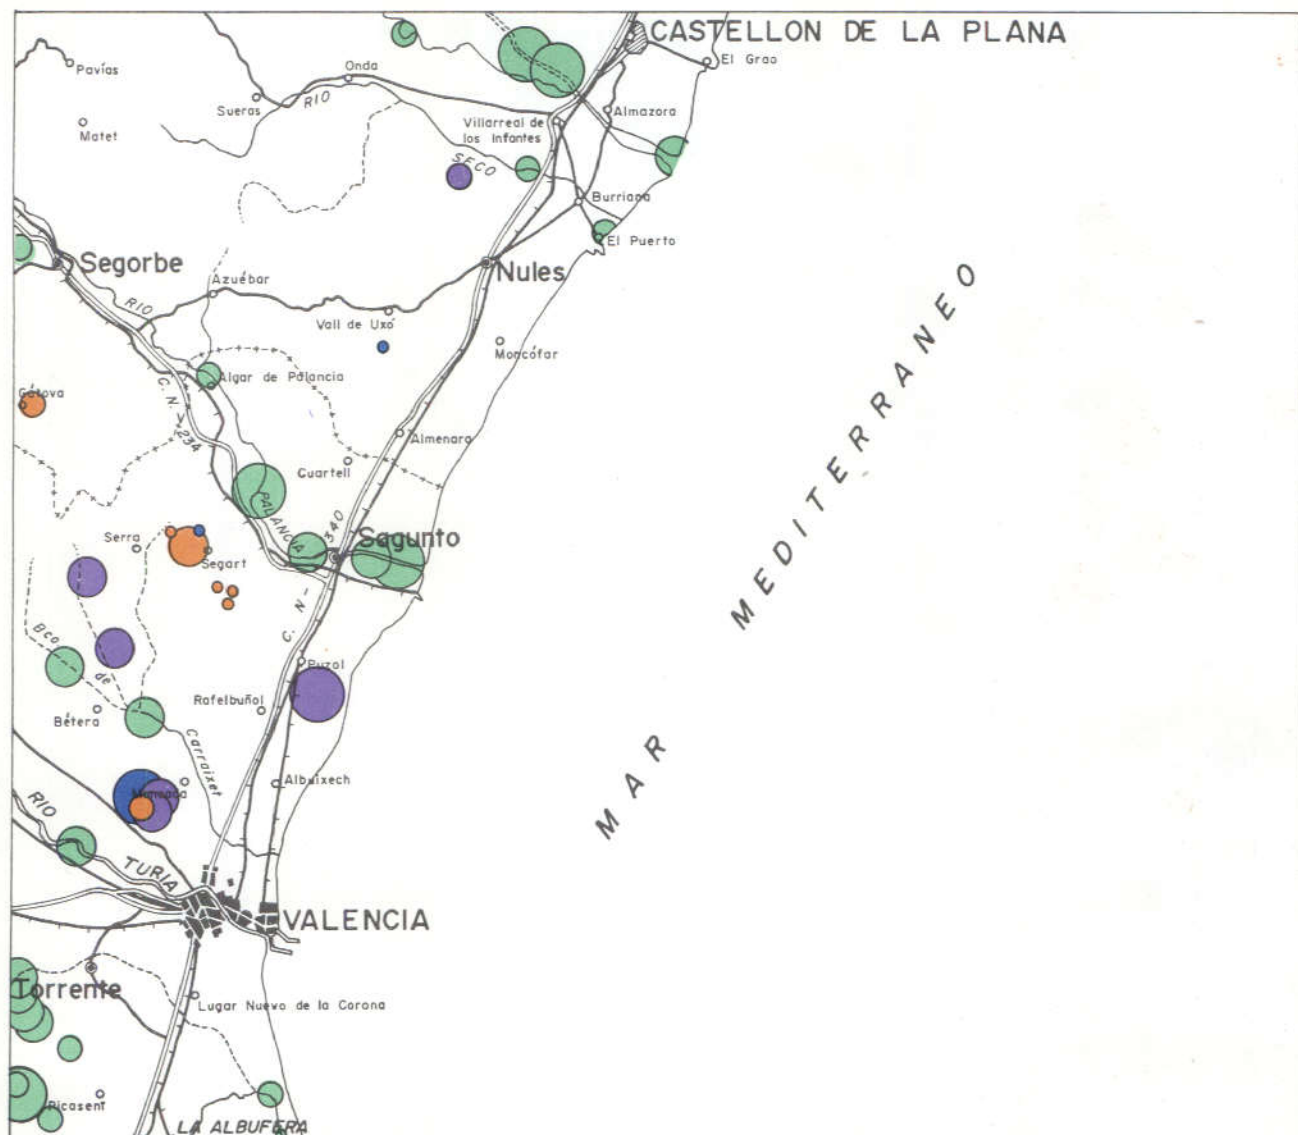 CASTELLON DE LA PLANA
El Grao
Pavías
Onda
Sueras
RIO
Almazora
Matet
Villarreal de
los Infantes
SECO
Burriana
El Puerto
Segorbe
Nules
Azuébar
RIO
Vall de Uxó
Moncófar
Algar de Palancia
Gátova
C. N. - 234
Almenara
Cuartell
PALANCIA
340
Sagunto
Serra
Segart
C. N -
MAR MEDITERRANEO
Bco.
de
Puzol
Rafelbuñol
Bétera
Carraixet
Albuixech
Moncada
RIO
TURIA
VALENCIA
Torrente
Lugar Nuevo de la Corona
Picasent
LA ALBUFERA